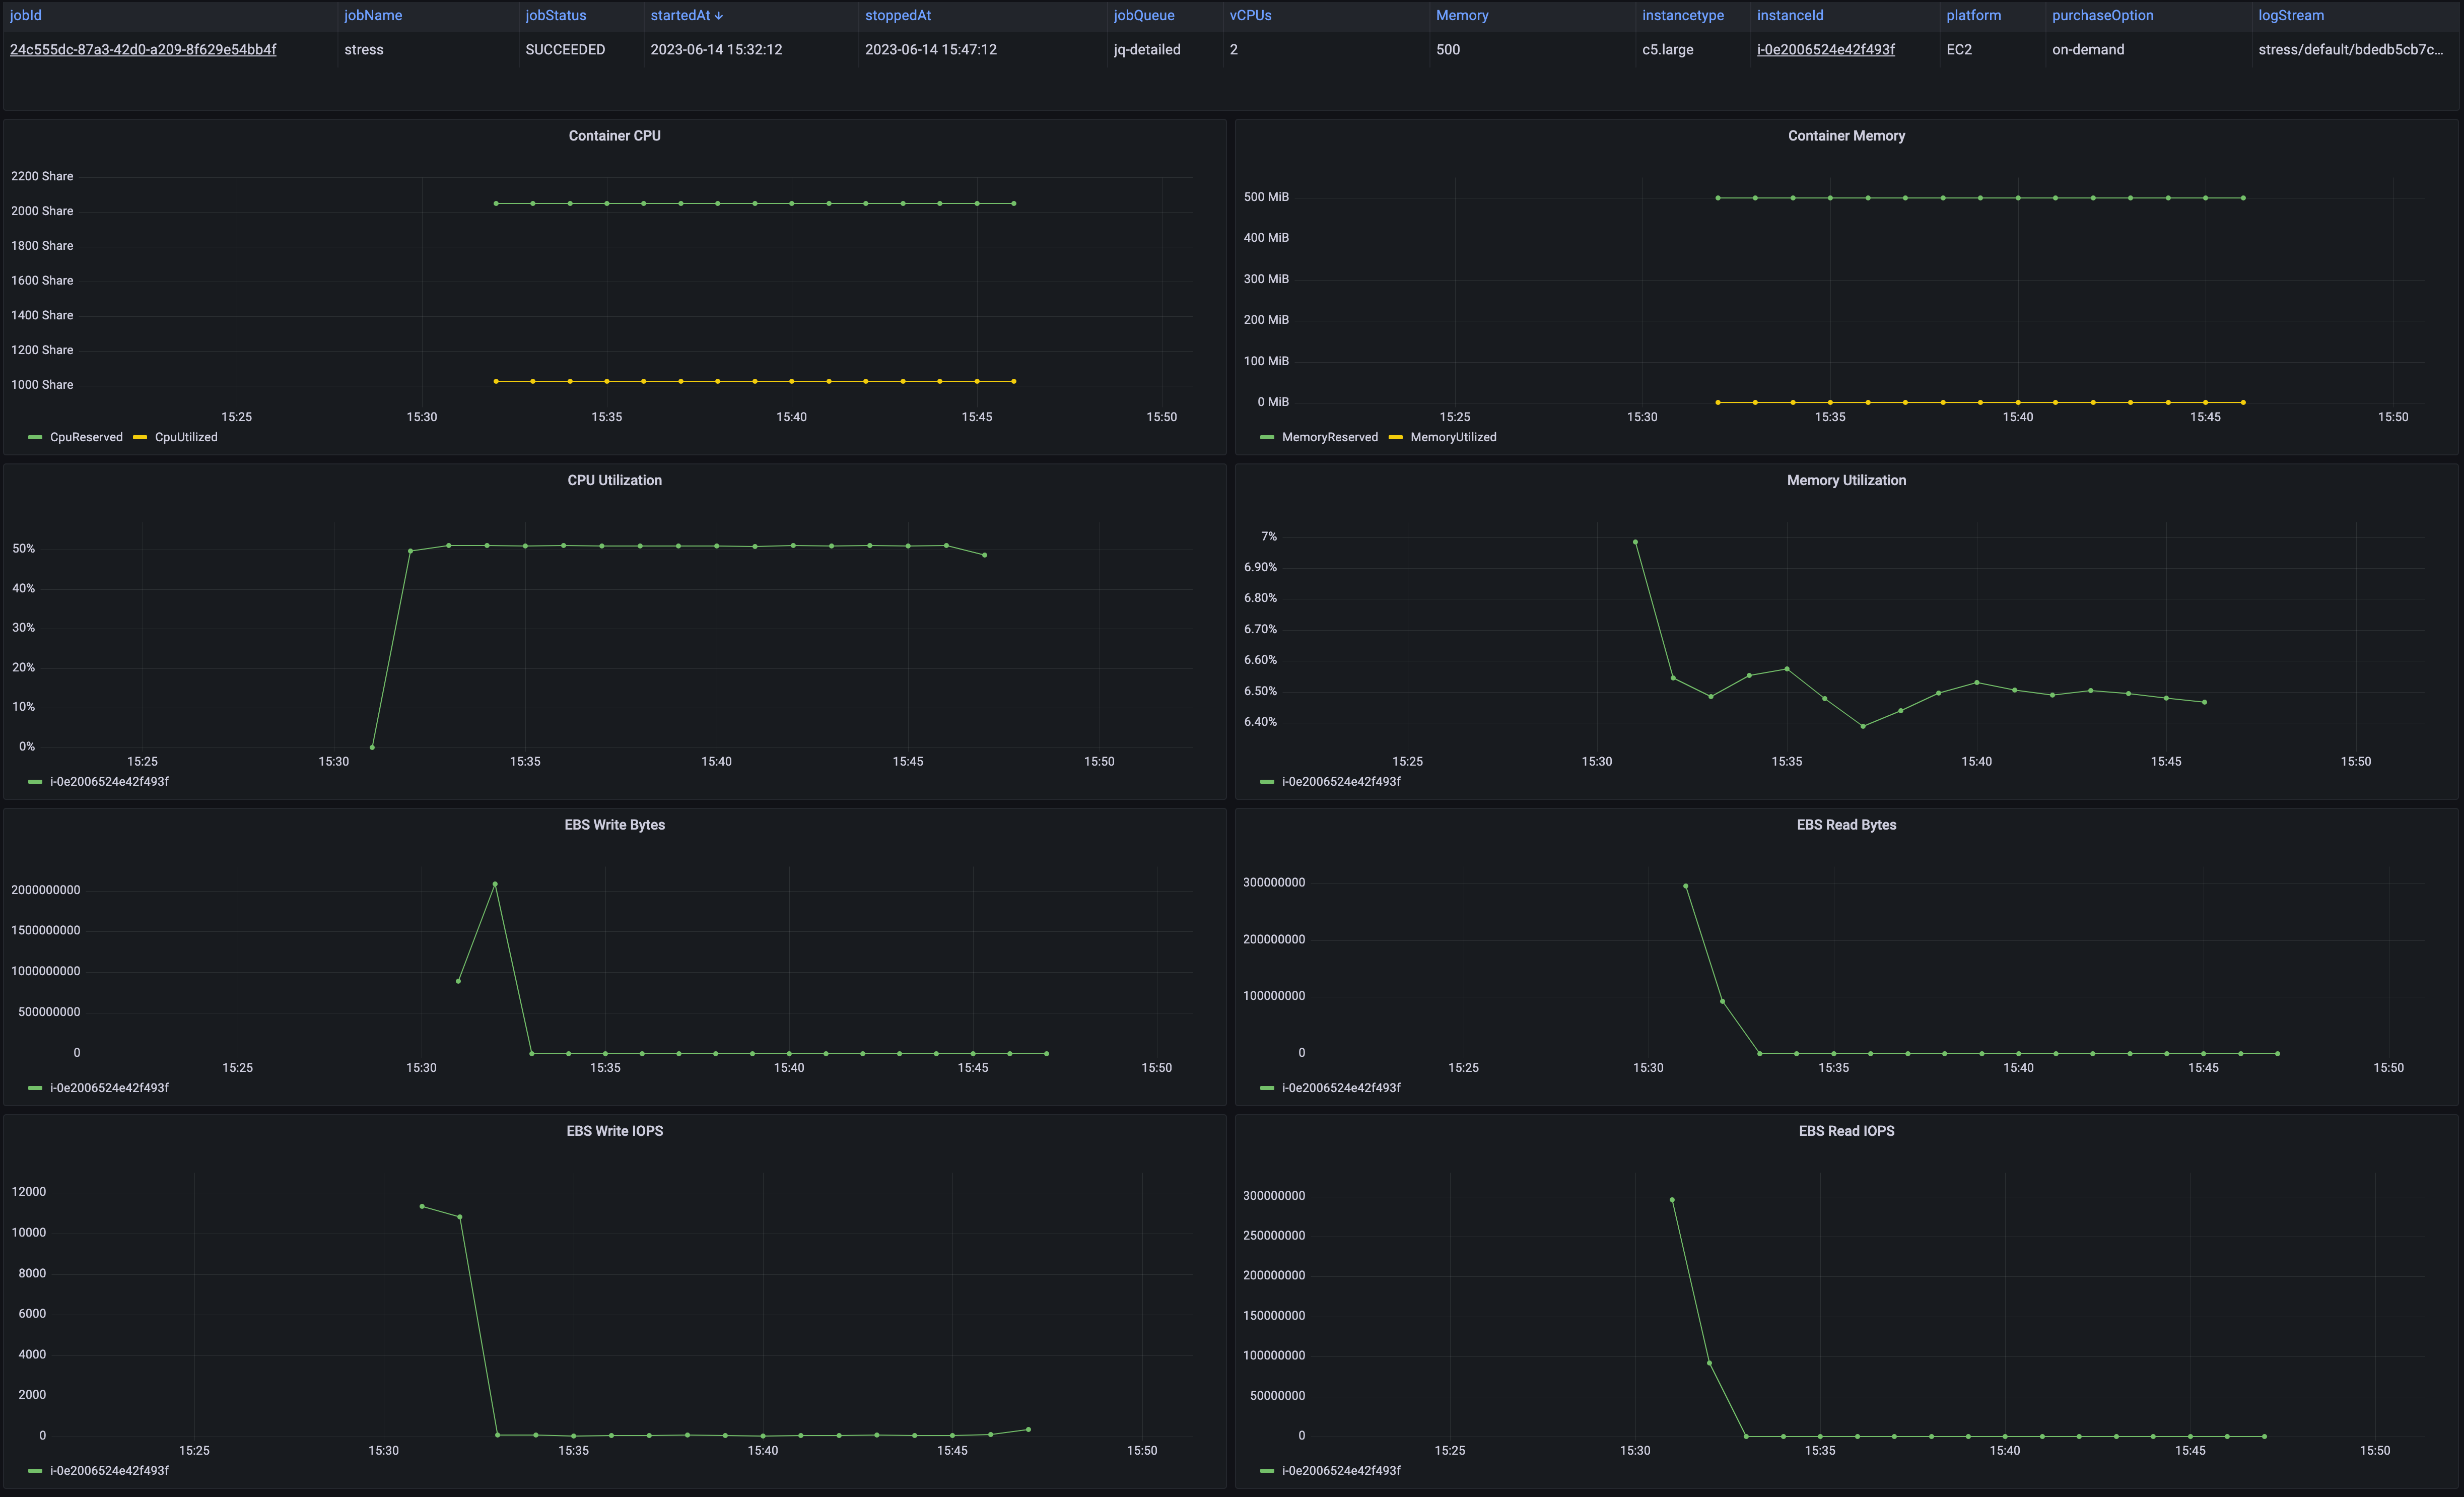 jobId jobName jobStatus startedAt ↓ stoppedAt jobQueue vCPUs Memory instancetype instanceId platform purchaseOption logStream
24c555dc-87a3-42d0-a209-8f629e54bb4f stress SUCCEEDED 2023-06-14 15:32:12 2023-06-14 15:47:12 jq-detailed 2 500 c5.large i-0e2006524e42f493f EC2 on-demand stress/default/bdedb5cb7c...
Container CPU
2200 Share
2000 Share
1800 Share
1600 Share
1400 Share
1200 Share
1000 Share
15:25 15:30 15:35 15:40 15:45 15:50
CpuReserved CpuUtilized
Container Memory
500 MiB
400 MiB
300 MiB
200 MiB
100 MiB
0 MiB
15:25 15:30 15:35 15:40 15:45 15:50
MemoryReserved MemoryUtilized
CPU Utilization
50%
40%
30%
20%
10%
0%
15:25 15:30 15:35 15:40 15:45 15:50
i-0e2006524e42f493f
Memory Utilization
7%
6.90%
6.80%
6.70%
6.60%
6.50%
6.40%
15:25 15:30 15:35 15:40 15:45 15:50
i-0e2006524e42f493f
EBS Write Bytes
2000000000
1500000000
1000000000
500000000
0
15:25 15:30 15:35 15:40 15:45 15:50
i-0e2006524e42f493f
EBS Read Bytes
300000000
200000000
100000000
0
15:25 15:30 15:35 15:40 15:45 15:50
i-0e2006524e42f493f
EBS Write IOPS
12000
10000
8000
6000
4000
2000
0
15:25 15:30 15:35 15:40 15:45 15:50
i-0e2006524e42f493f
EBS Read IOPS
300000000
250000000
200000000
150000000
100000000
50000000
0
15:25 15:30 15:35 15:40 15:45 15:50
i-0e2006524e42f493f